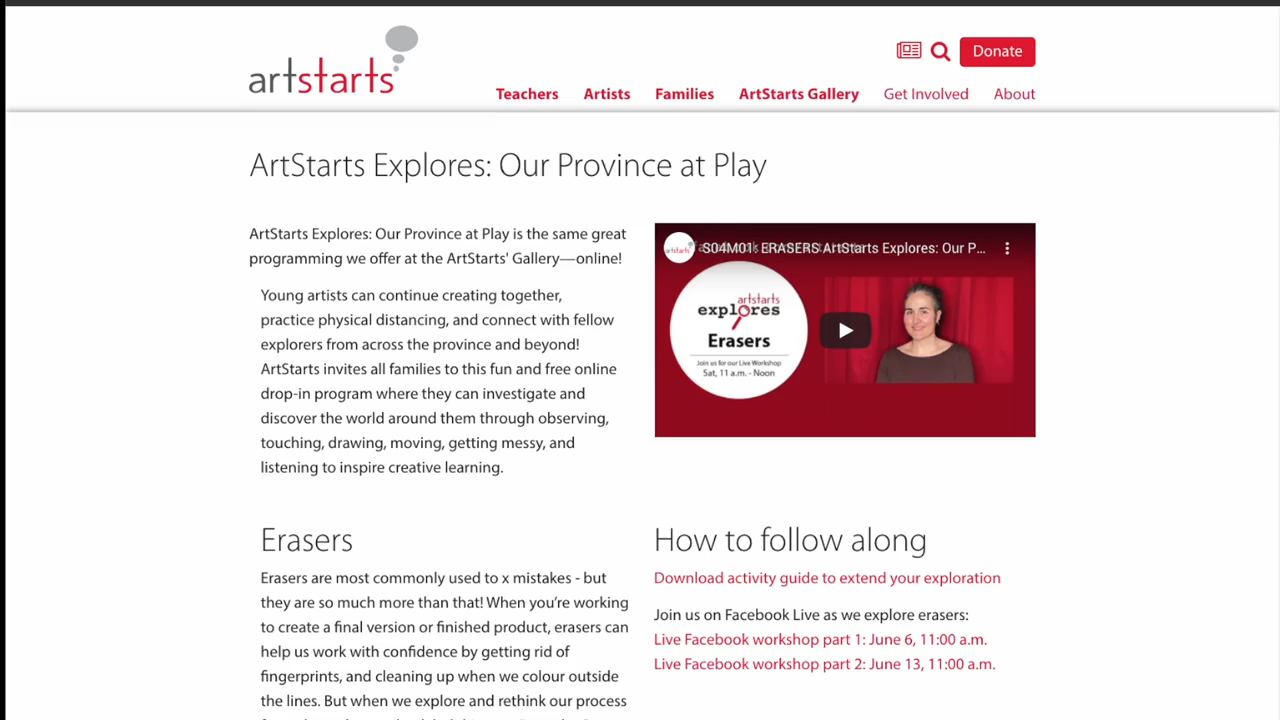 artstarts
Donate
Teachers Artists Families ArtStarts Gallery Get Involved About
ArtStarts Explores: Our Province at Play
ArtStarts Explores: Our Province at Play is the same great
programming we offer at the ArtStarts' Gallery—online!
Young artists can continue creating together,
practice physical distancing, and connect with fellow
explorers from across the province and beyond!
ArtStarts invites all families to this fun and free online
drop-in program where they can investigate and
discover the world around them through observing,
touching, drawing, moving, getting messy, and
listening to inspire creative learning.
artstarts
S04M01 ERASERS ArtStarts Explores: Our P...
artstarts
explores
Erasers
Join us for our Live Workshop
Sat, 11 a.m. - Noon
Erasers
Erasers are most commonly used to x mistakes - but
they are so much more than that! When you're working
to create a final version or finished product, erasers can
help us work with confidence by getting rid of
fingerprints, and cleaning up when we colour outside
the lines. But when we explore and rethink our process
How to follow along
Download activity guide to extend your exploration
Join us on Facebook Live as we explore erasers:
Live Facebook workshop part 1: June 6, 11:00 a.m.
Live Facebook workshop part 2: June 13, 11:00 a.m.